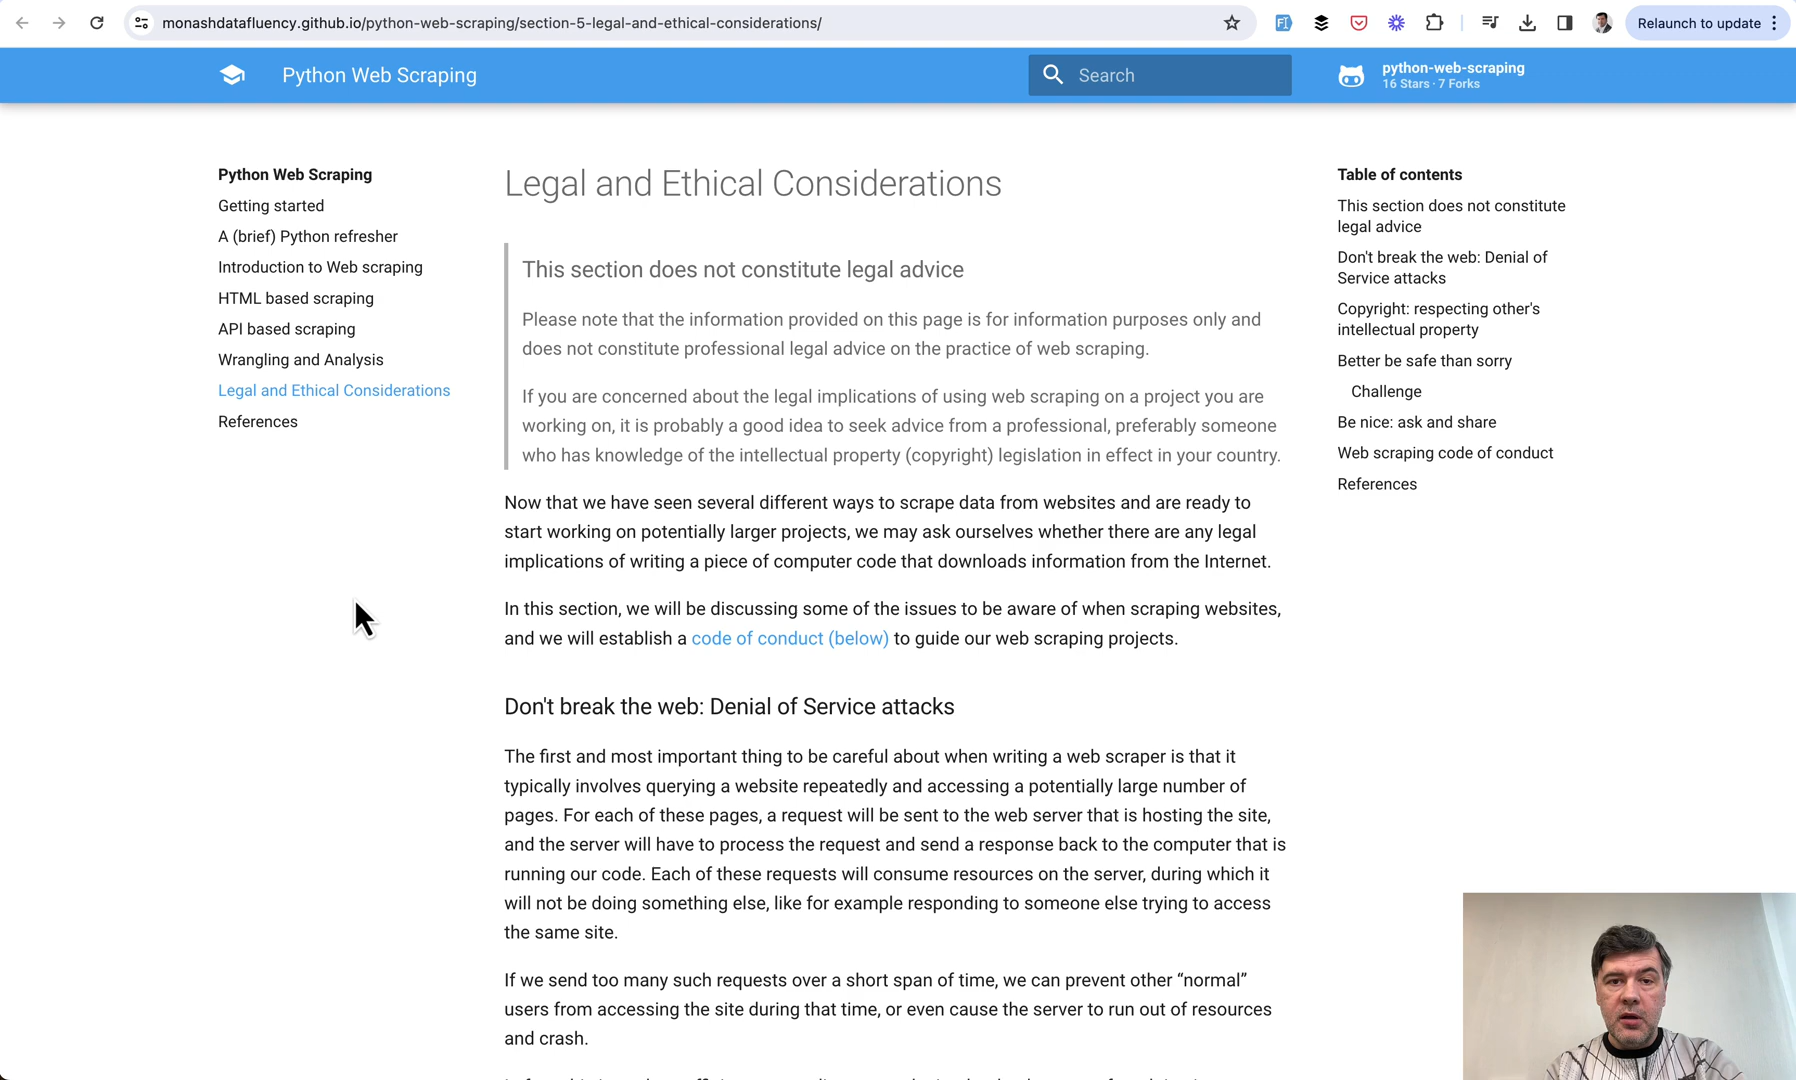 monashdatafluency.github.io/python-web-scraping/section-5-legal-and-ethical-considerations/
Relaunch to update
Python Web Scraping
Search
python-web-scraping
16 Stars · 7 Forks
Python Web Scraping
Getting started
A (brief) Python refresher
Introduction to Web scraping
HTML based scraping
API based scraping
Wrangling and Analysis
Legal and Ethical Considerations
References
Legal and Ethical Considerations
This section does not constitute legal advice
Please note that the information provided on this page is for information purposes only and
does not constitute professional legal advice on the practice of web scraping.
If you are concerned about the legal implications of using web scraping on a project you are
working on, it is probably a good idea to seek advice from a professional, preferably someone
who has knowledge of the intellectual property (copyright) legislation in effect in your country.
Now that we have seen several different ways to scrape data from websites and are ready to
start working on potentially larger projects, we may ask ourselves whether there are any legal
implications of writing a piece of computer code that downloads information from the Internet.
In this section, we will be discussing some of the issues to be aware of when scraping websites,
and we will establish a code of conduct (below) to guide our web scraping projects.
Don't break the web: Denial of Service attacks
The first and most important thing to be careful about when writing a web scraper is that it
typically involves querying a website repeatedly and accessing a potentially large number of
pages. For each of these pages, a request will be sent to the web server that is hosting the site,
and the server will have to process the request and send a response back to the computer that is
running our code. Each of these requests will consume resources on the server, during which it
will not be doing something else, like for example responding to someone else trying to access
the same site.
If we send too many such requests over a short span of time, we can prevent other “normal”
users from accessing the site during that time, or even cause the server to run out of resources
and crash.
Table of contents
This section does not constitute
legal advice
Don't break the web: Denial of
Service attacks
Copyright: respecting other's
intellectual property
Better be safe than sorry
Challenge
Be nice: ask and share
Web scraping code of conduct
References